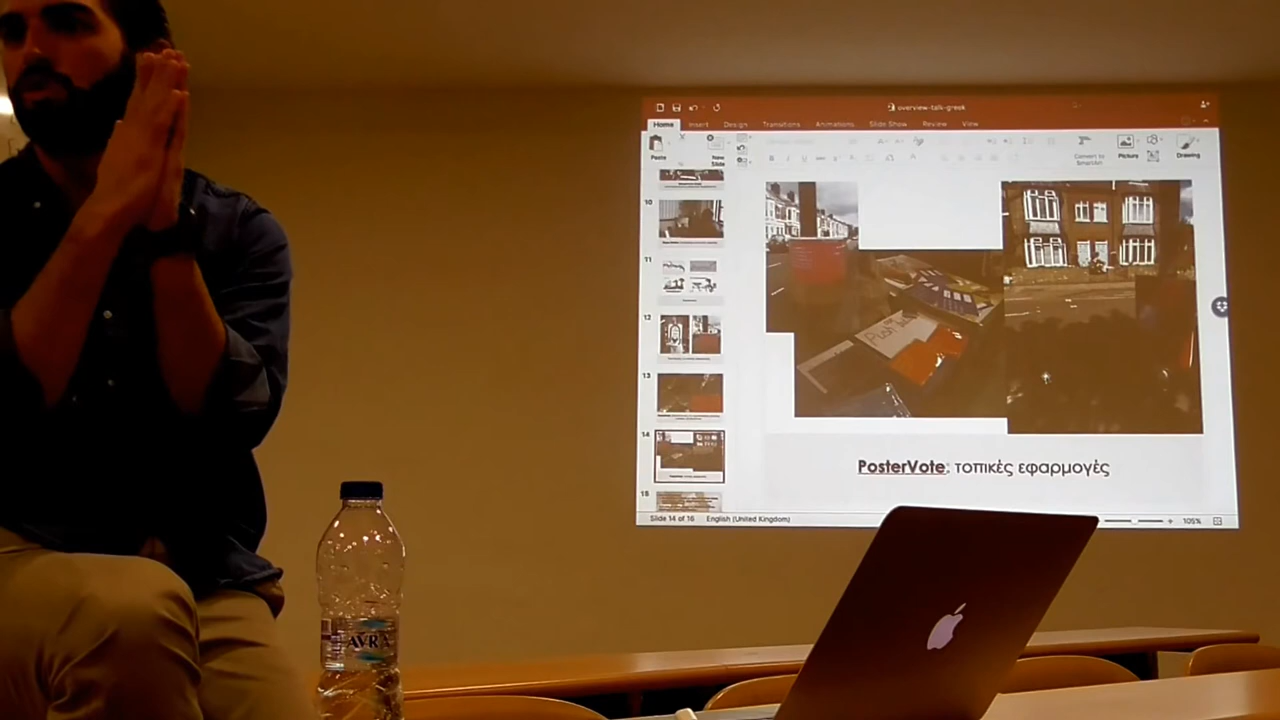 overview-talk-greek
Home Insert Design Transitions Animations Slide Show Review View
Paste
New
Slide
Convert to
SmartArt
Picture
Drawing
10
11
12
13
14
15
Push
PosterVote: τοπικές εφαρμογές
Slide 14 of 16 English (United Kingdom)
105%
AVRA